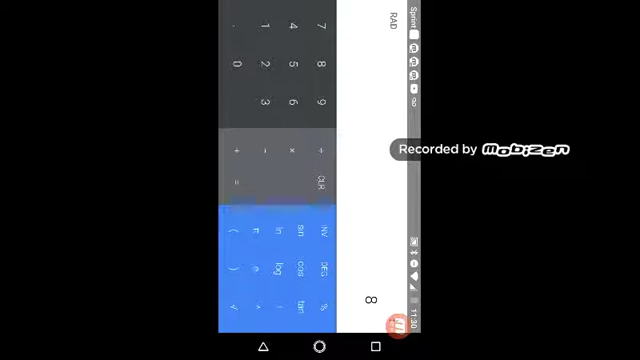 Sprint 11:30
RAD
8
7 8 9 ÷ CLR
4 5 6 ×
1 2 3 −
. 0 + =
INV DEG %
sin cos tan
ln log !
π e ^
( ) √
Recorded by mobizen